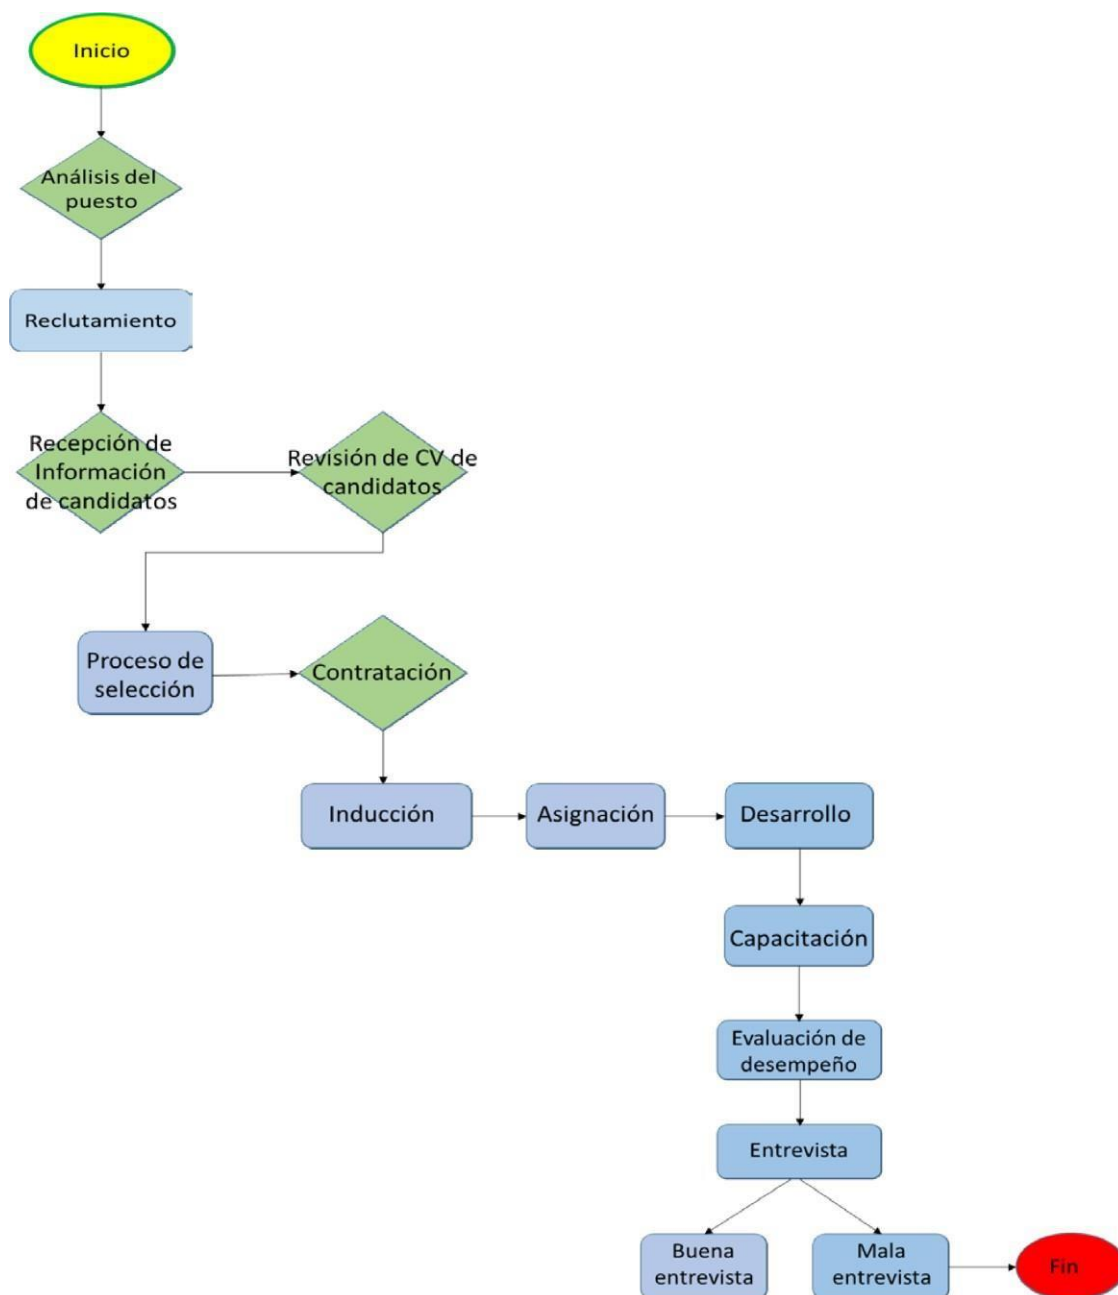 Inicio
Análisis del
puesto
Reclutamiento
Recepción de
Información
de candidatos
Revisión de CV de
candidatos
Proceso de
selección
Contratación
Inducción
Asignación
Desarrollo
Capacitación
Evaluación de
desempeño
Entrevista
Buena
entrevista
Mala
entrevista
Fin